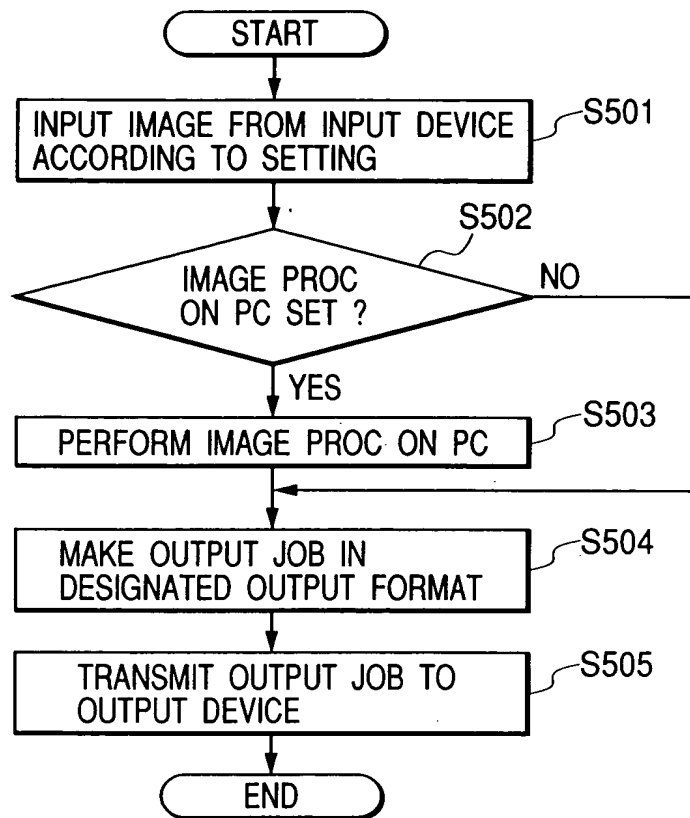 START
INPUT IMAGE FROM INPUT DEVICE
ACCORDING TO SETTING
S501
S502
IMAGE PROC
ON PC SET ?
NO
YES
PERFORM IMAGE PROC ON PC
S503
MAKE OUTPUT JOB IN
DESIGNATED OUTPUT FORMAT
S504
TRANSMIT OUTPUT JOB TO
OUTPUT DEVICE
S505
END